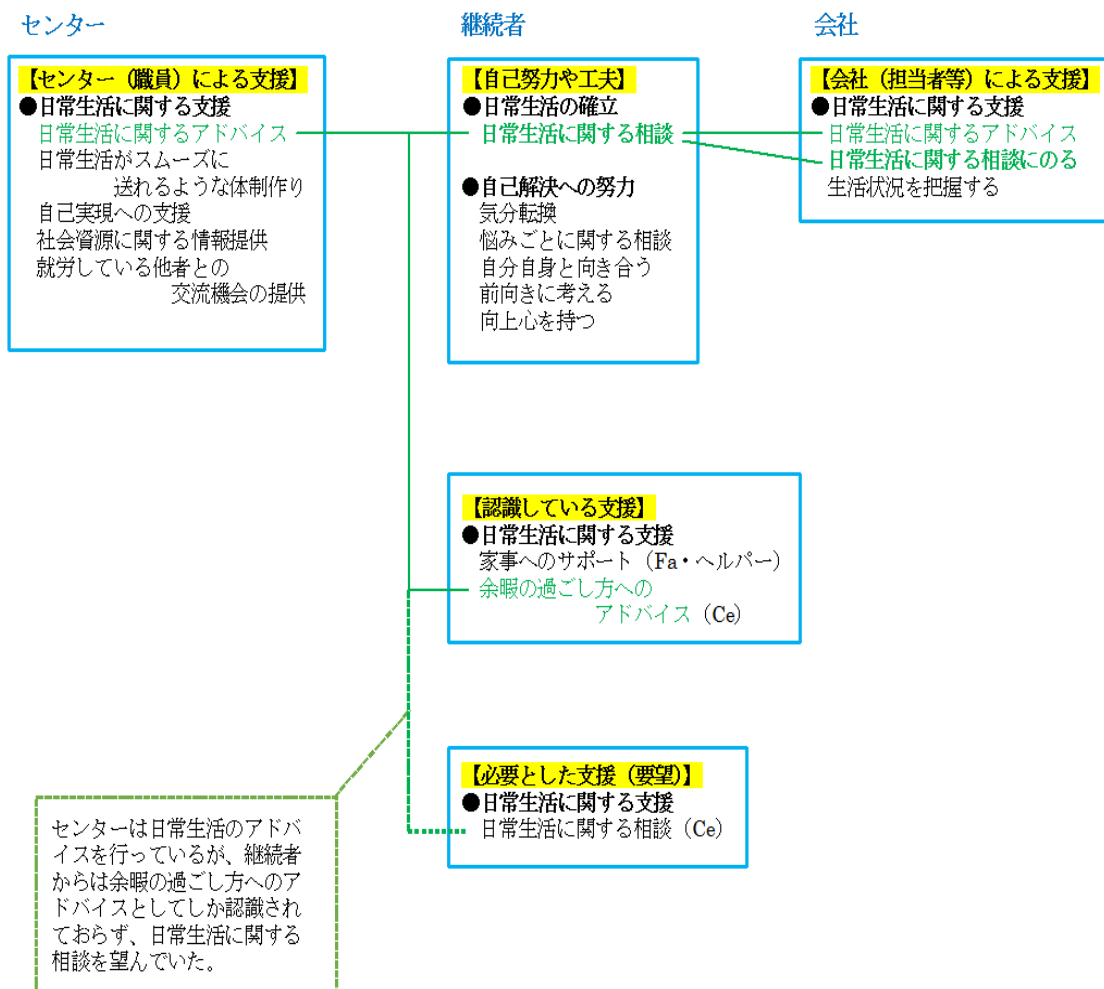 センター
継続者
会社
【センター（職員）による支援】
●日常生活に関する支援
日常生活に関するアドバイス
日常生活がスムーズに
送れるような体制作り
自己実現への支援
社会資源に関する情報提供
就労している他者との
交流機会の提供
【自己努力や工夫】
●日常生活の確立
日常生活に関する相談
●自己解決への努力
気分転換
悩みごとに関する相談
自分自身と向き合う
前向きに考える
向上心を持つ
【会社（担当者等）による支援】
●日常生活に関する支援
日常生活に関するアドバイス
日常生活に関する相談にのる
生活状況を把握する
【認識している支援】
●日常生活に関する支援
家事へのサポート（Fa・ヘルパー）
余暇の過ごし方への
アドバイス（Ce）
【必要とした支援（要望）】
●日常生活に関する支援
日常生活に関する相談（Ce）
センターは日常生活のアドバ
イスを行っているが、継続者
からは余暇の過ごし方へのア
ドバイスとしてしか認識され
ておらず、日常生活に関する
相談を望んでいた。